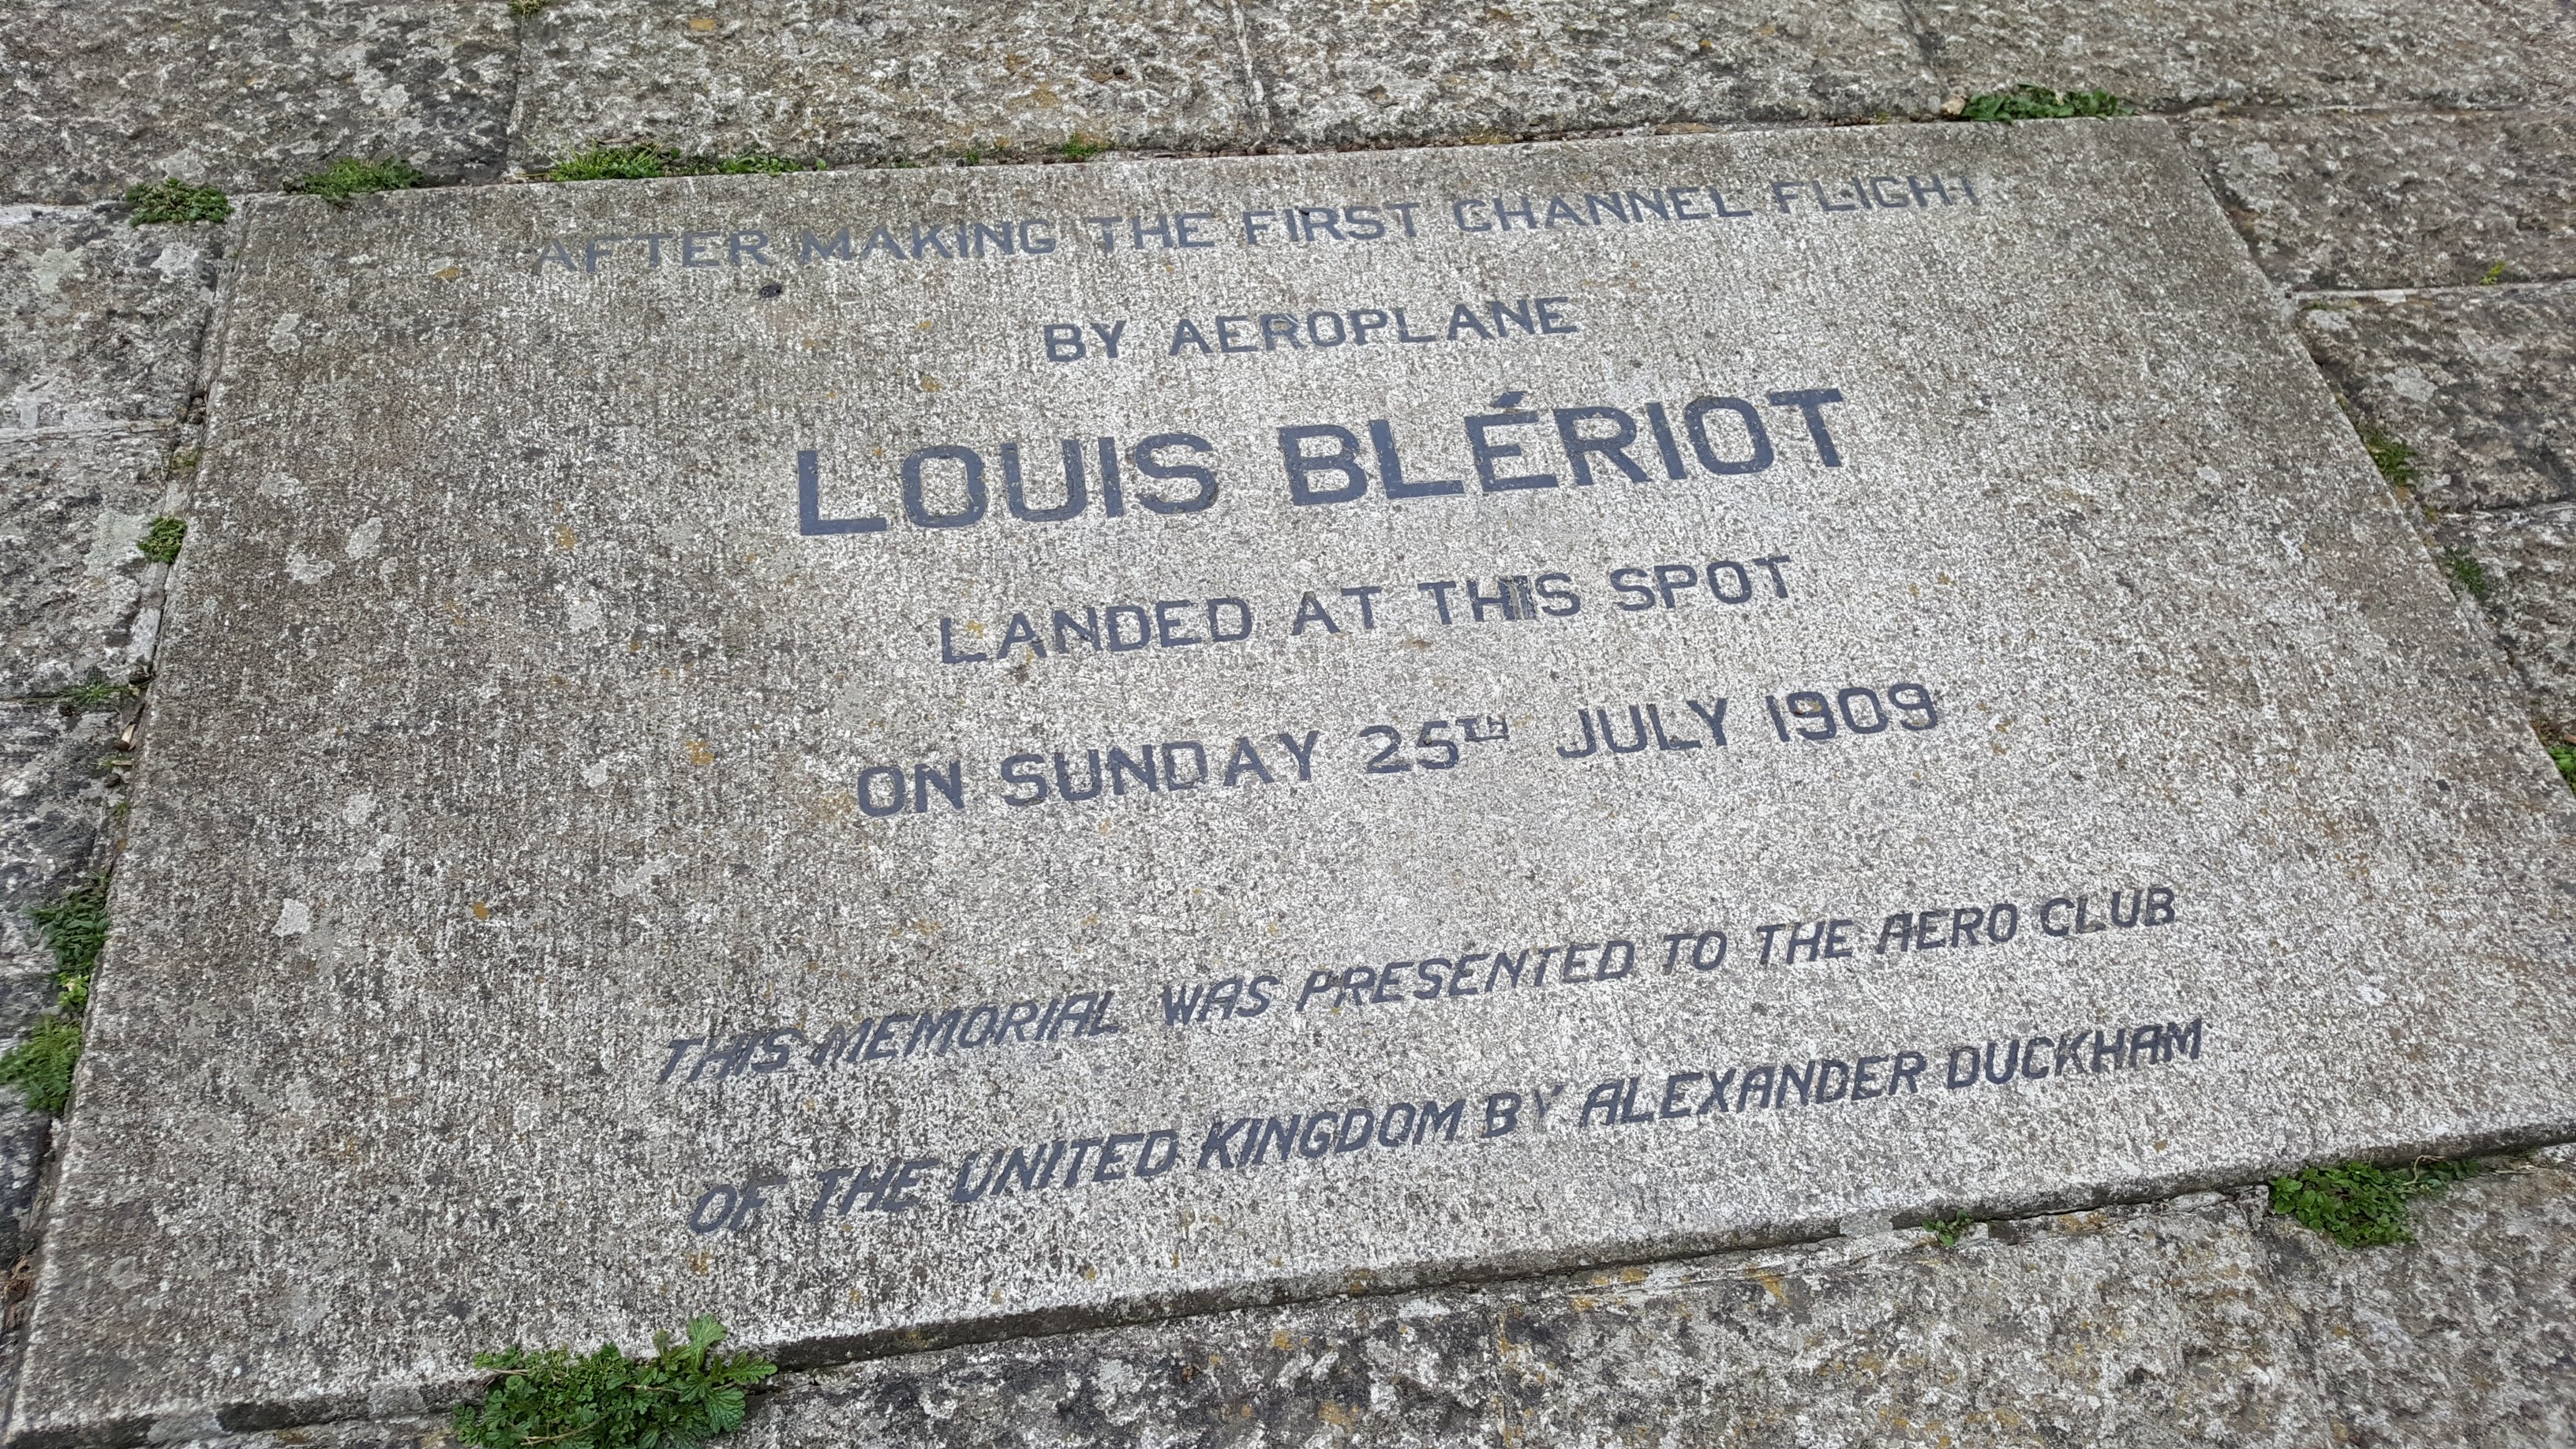 AFTER MAKING THE FIRST CHANNEL FLIGHT
BY AEROPLANE
LOUIS BLÉRIOT
LANDED AT THIS SPOT
ON SUNDAY 25TH JULY 1909
THIS MEMORIAL WAS PRESENTED TO THE AERO CLUB
OF THE UNITED KINGDOM BY ALEXANDER DUCKHAM